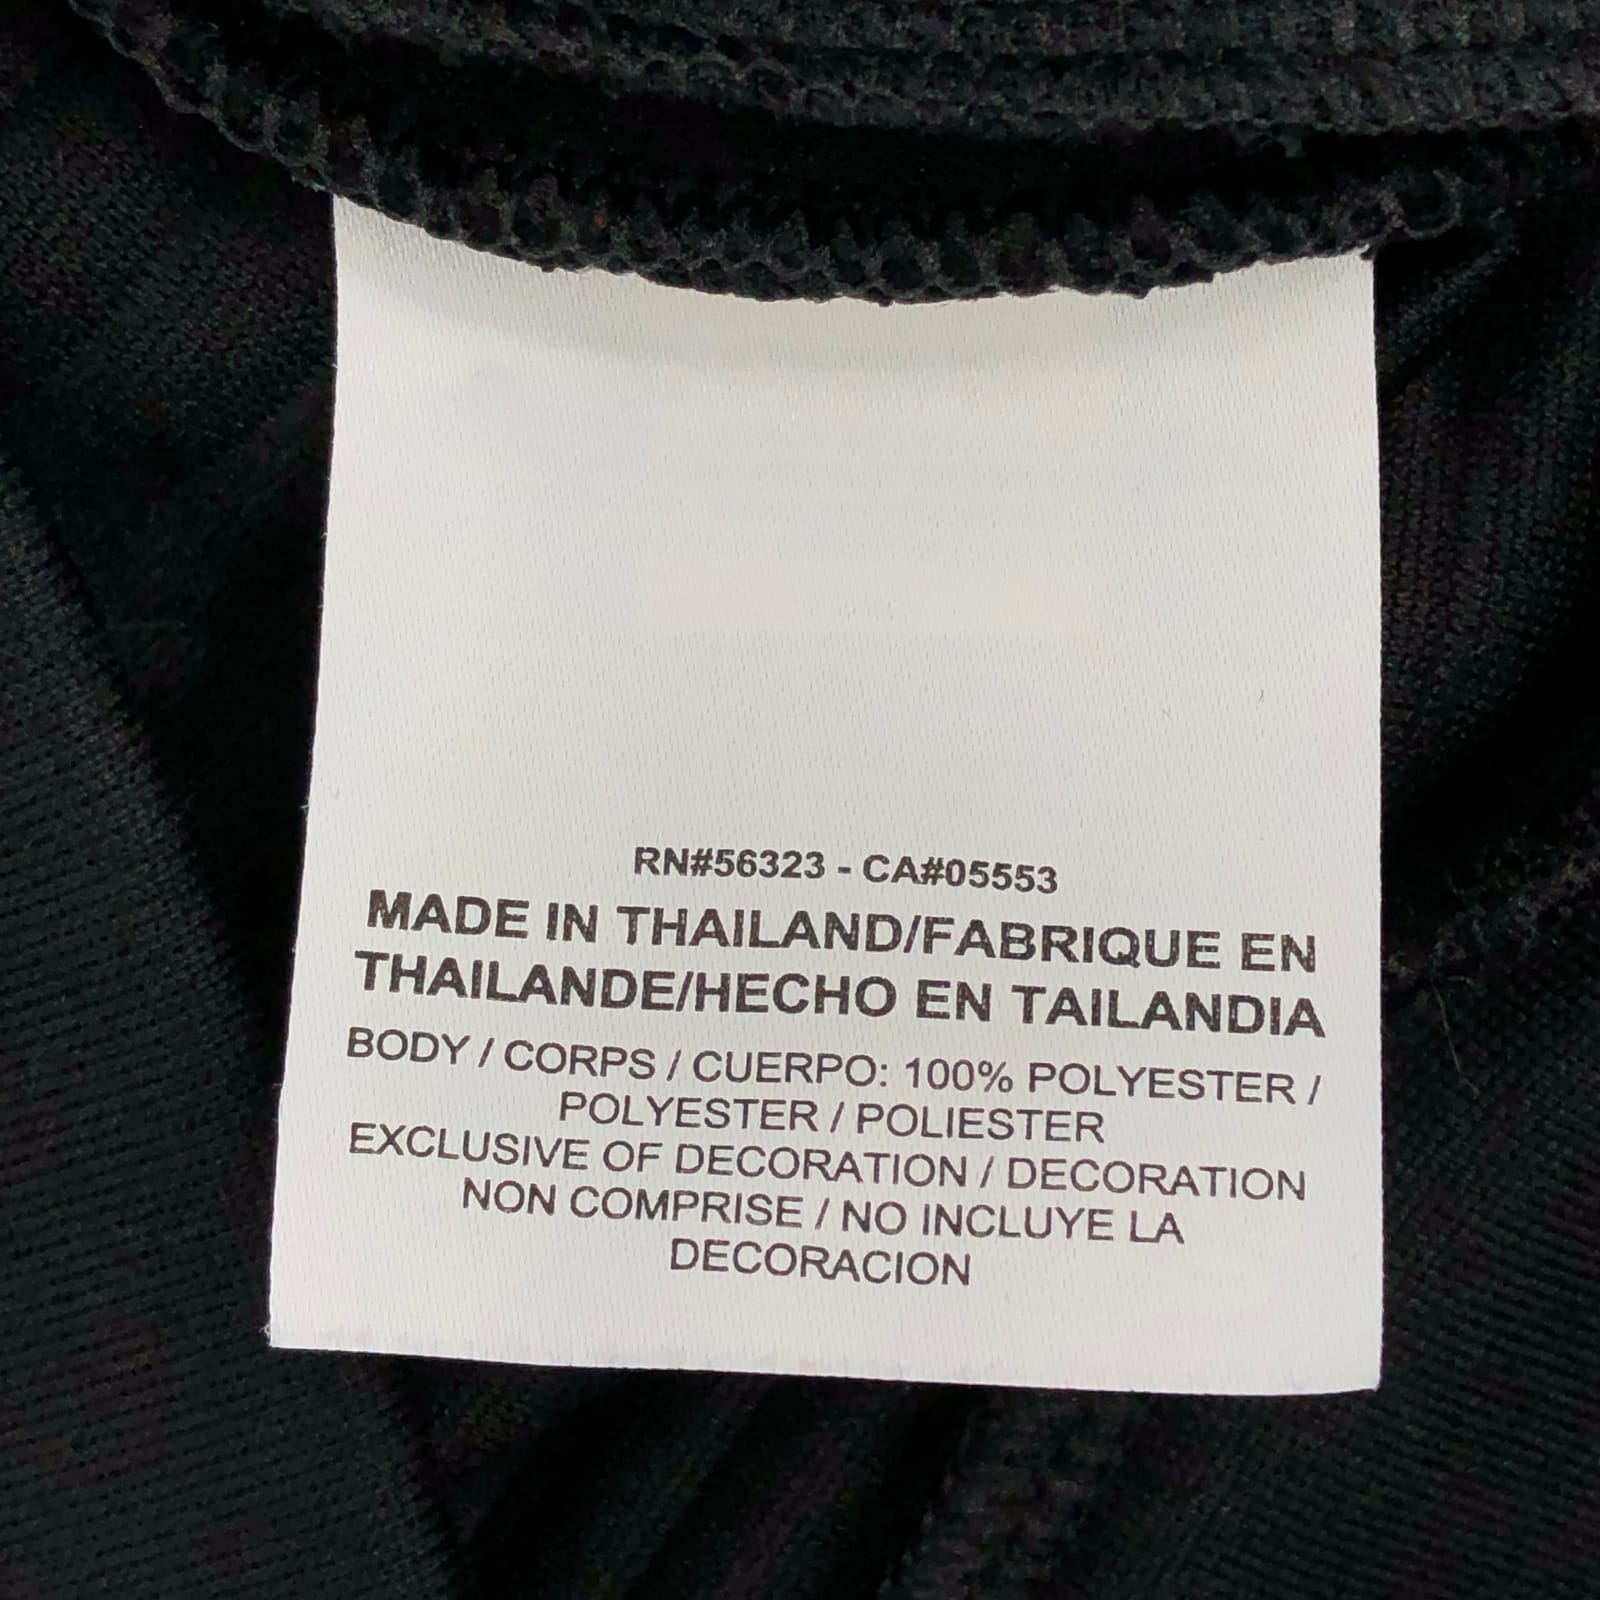 RN#56323 - CA#05553
MADE IN THAILAND/FABRIQUE EN
THAILANDE/HECHO EN TAILANDIA
BODY / CORPS / CUERPO: 100% POLYESTER /
POLYESTER / POLIESTER
EXCLUSIVE OF DECORATION / DECORATION
NON COMPRISE / NO INCLUYE LA
DECORACION